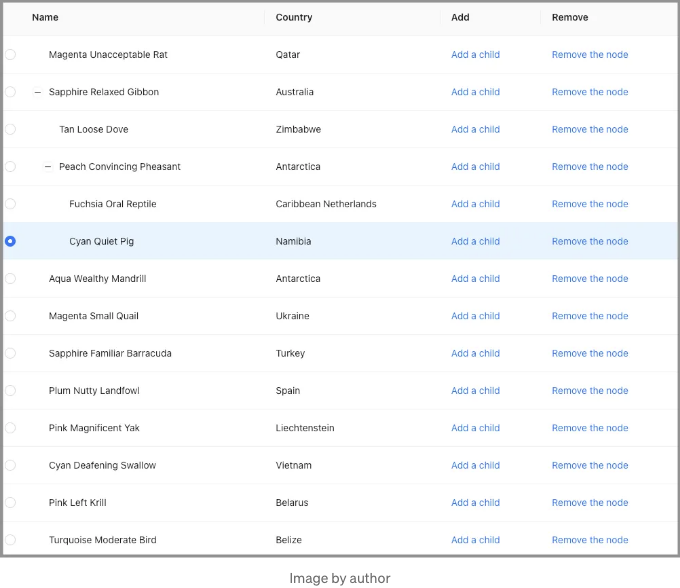 Name Country Add Remove
Magenta Unacceptable Rat Qatar Add a child Remove the node
Sapphire Relaxed Gibbon Australia Add a child Remove the node
Tan Loose Dove Zimbabwe Add a child Remove the node
Peach Convincing Pheasant Antarctica Add a child Remove the node
Fuchsia Oral Reptile Caribbean Netherlands Add a child Remove the node
Cyan Quiet Pig Namibia Add a child Remove the node
Aqua Wealthy Mandrill Antarctica Add a child Remove the node
Magenta Small Quail Ukraine Add a child Remove the node
Sapphire Familiar Barracuda Turkey Add a child Remove the node
Plum Nutty Landfowl Spain Add a child Remove the node
Pink Magnificent Yak Liechtenstein Add a child Remove the node
Cyan Deafening Swallow Vietnam Add a child Remove the node
Pink Left Krill Belarus Add a child Remove the node
Turquoise Moderate Bird Belize Add a child Remove the node
Image by author